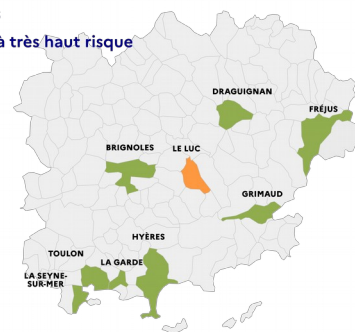 à très haut risque
DRAGUIGNAN
FRÉJUS
BRIGNOLES
LE LUC
GRIMAUD
HYÈRES
TOULON
LA GARDE
LA SEYNE-
SUR-MER